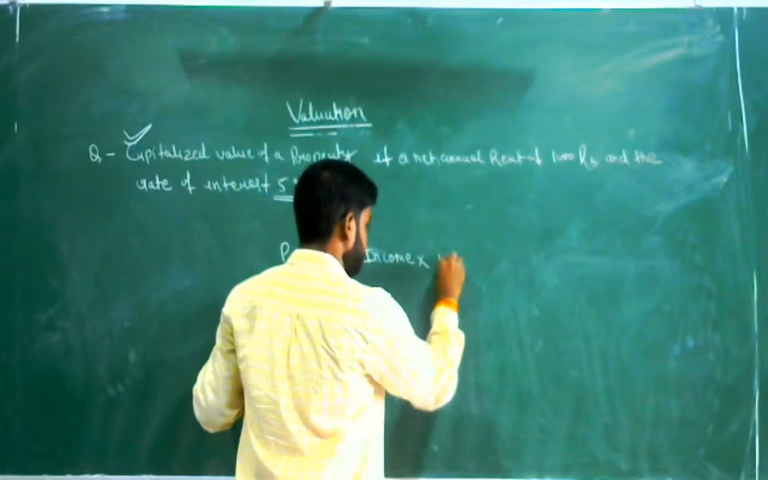 Valuation
Q - Capitalized value of a Property if a net annual Rent of 1000 Rs and the
rate of interest 5
P Income x